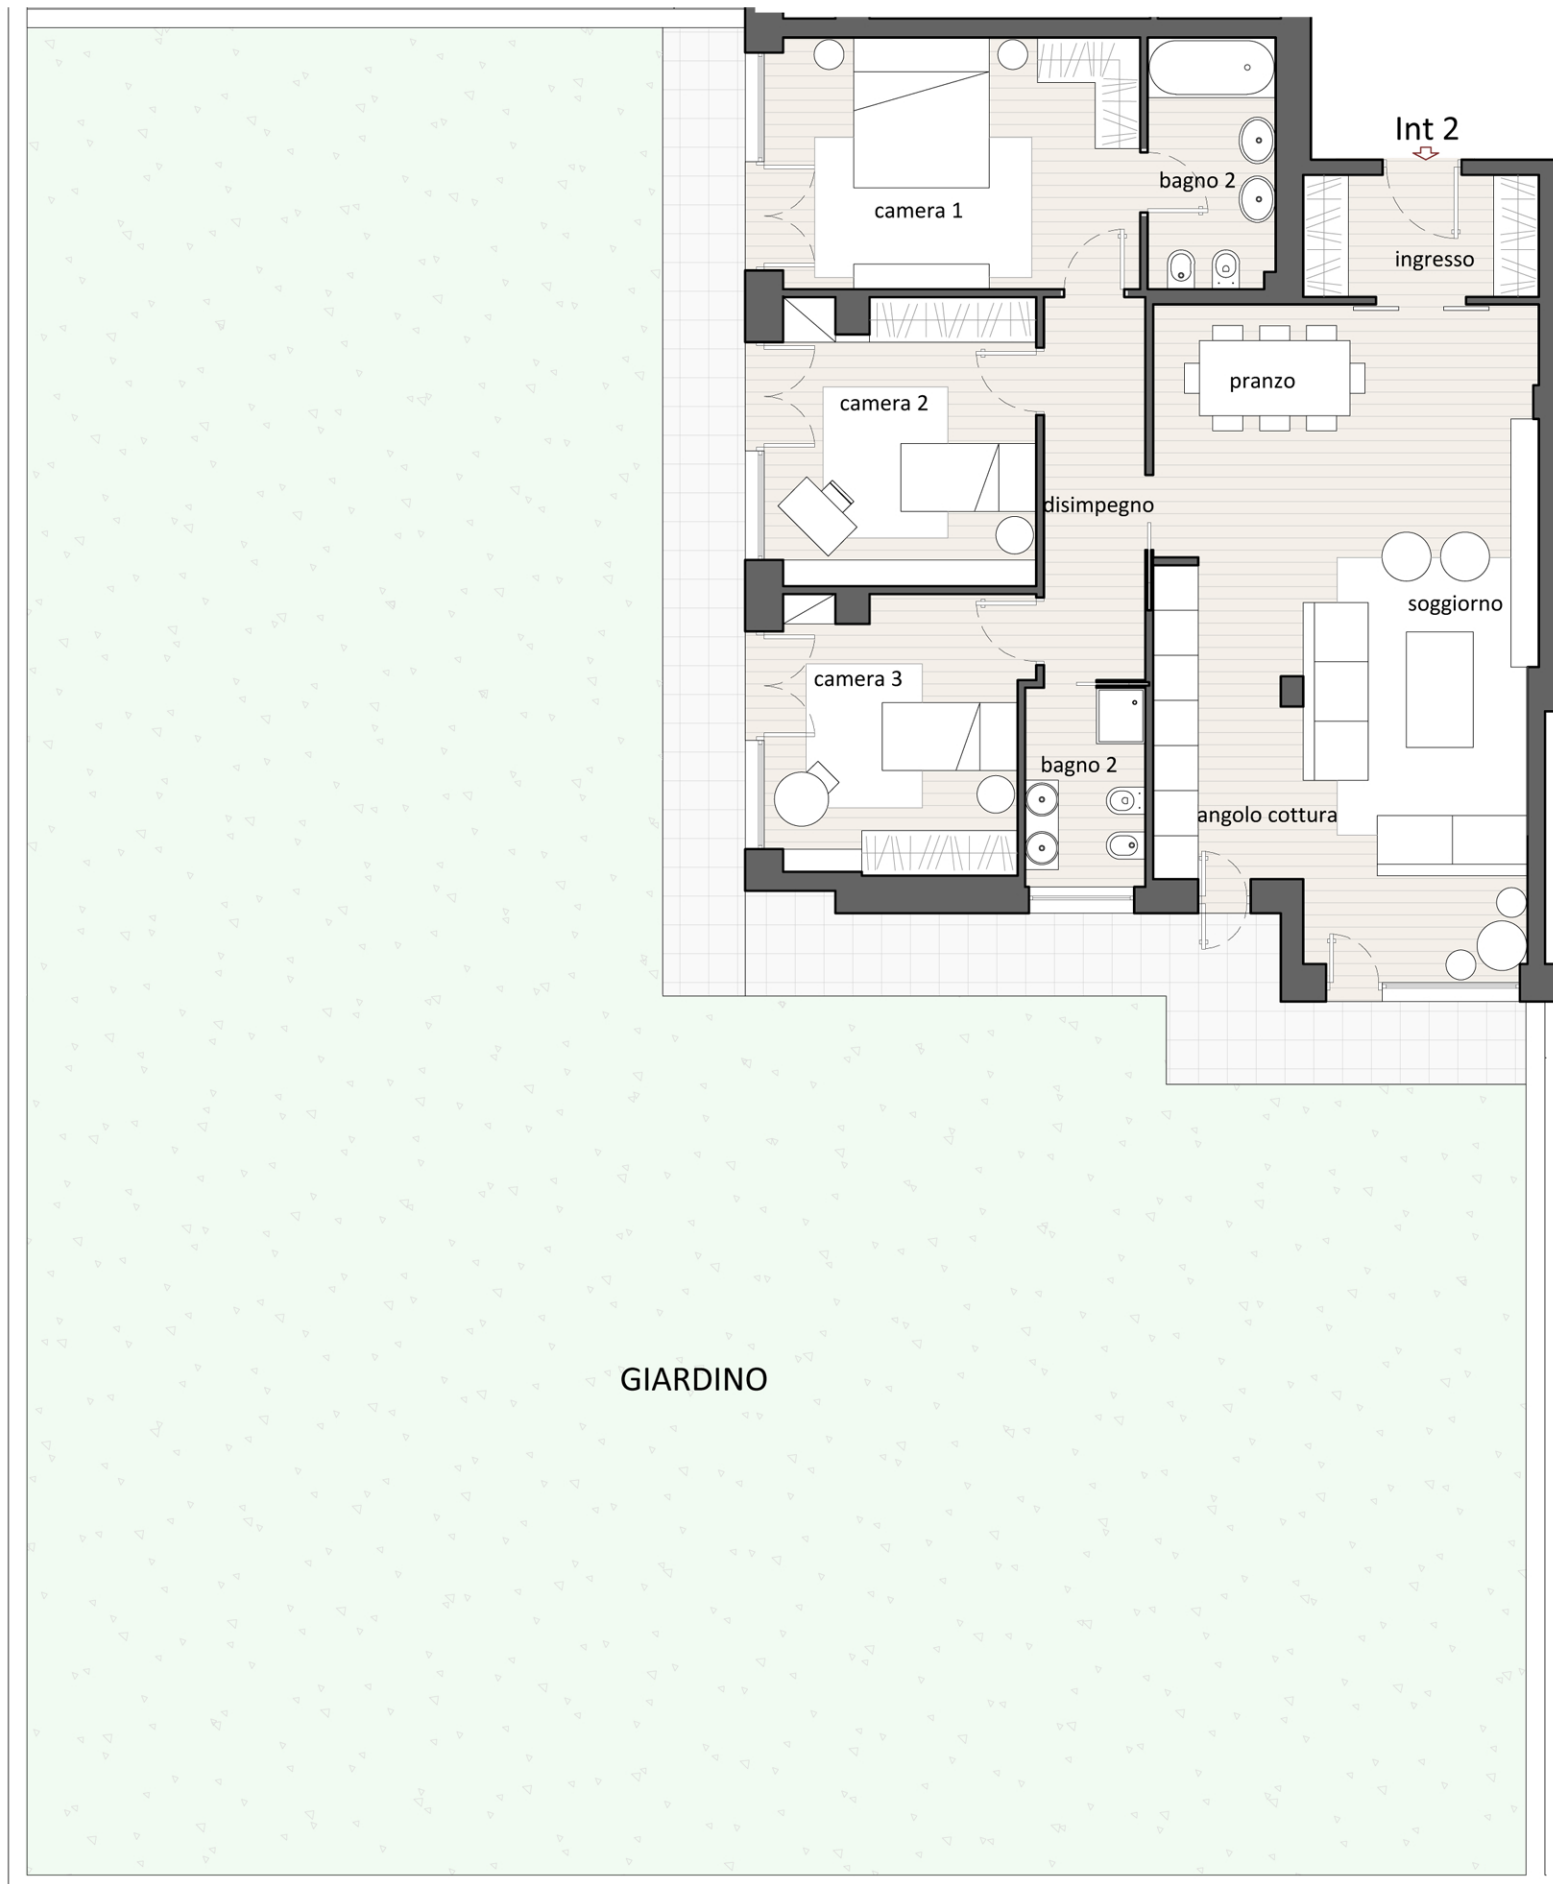 Int 2
bagno 2
camera 1
ingresso
pranzo
camera 2
disimpegno
soggiorno
camera 3
bagno 2
angolo cottura
GIARDINO